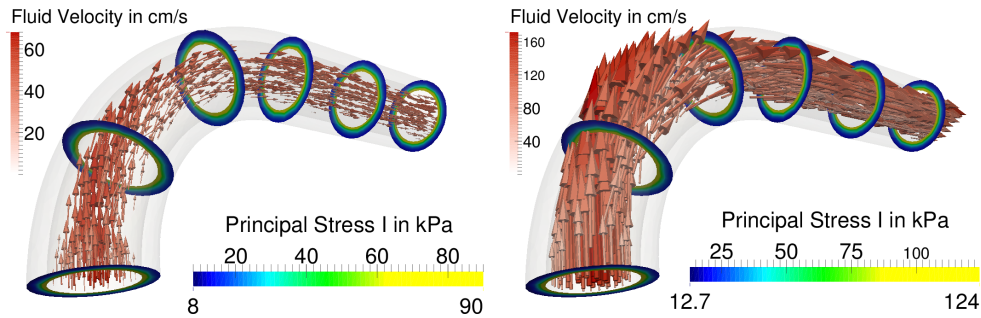 Fluid Velocity in cm/s
60
40
20
Principal Stress I in kPa
20 40 60 80
8 90
Fluid Velocity in cm/s
160
120
80
40
Principal Stress I in kPa
25 50 75 100
12.7 124